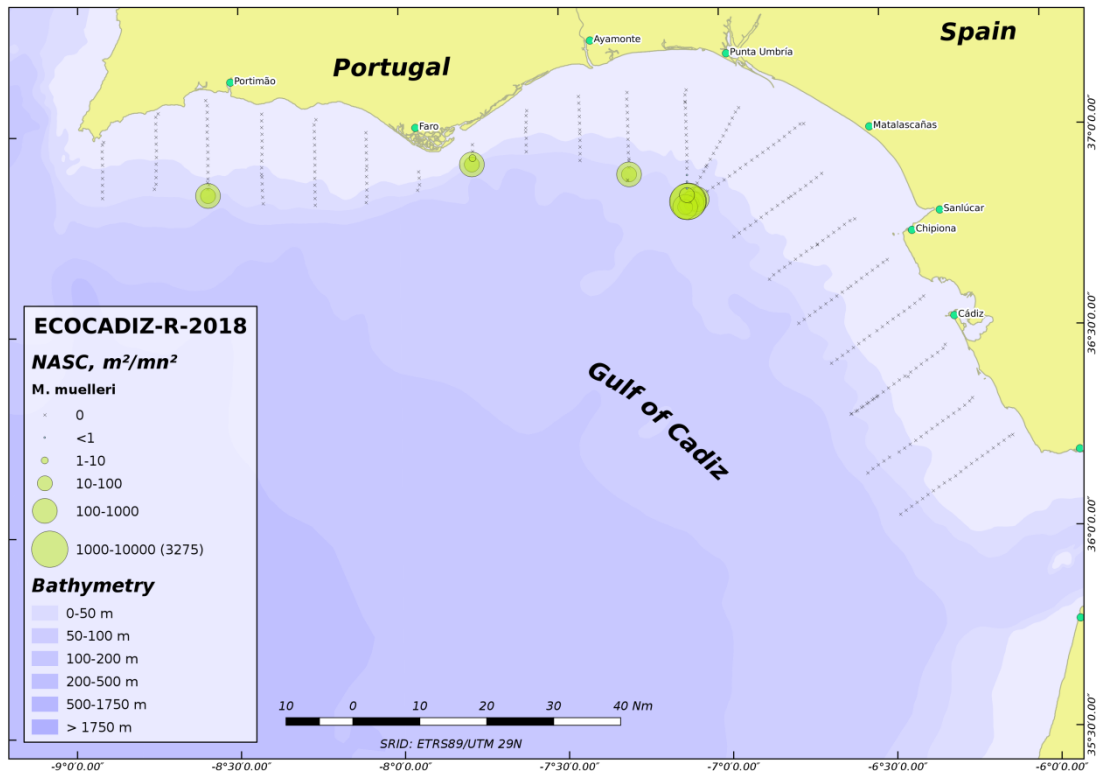 Spain
Ayamonte
Punta Umbría
Portugal
Portimão
Faro
Matalascañas
37°0'0.00"
Sanlúcar
Chipiona
Cádiz
36°30'0.00"
Gulf of Cadiz
ECOCADIZ-R-2018
NASC, m²/mn²
M. muelleri
0
<1
1-10
10-100
100-1000
1000-10000 (3275)
Bathymetry
0-50 m
50-100 m
100-200 m
200-500 m
500-1750 m
> 1750 m
36°0'0.00"
10 0 10 20 30 40 Nm
SRID: ETRS89/UTM 29N
35°30'0.00"
-9°0'0.00" -8°30'0.00" -8°0'0.00" -7°30'0.00" -7°0'0.00" -6°30'0.00" -6°0'0.00"